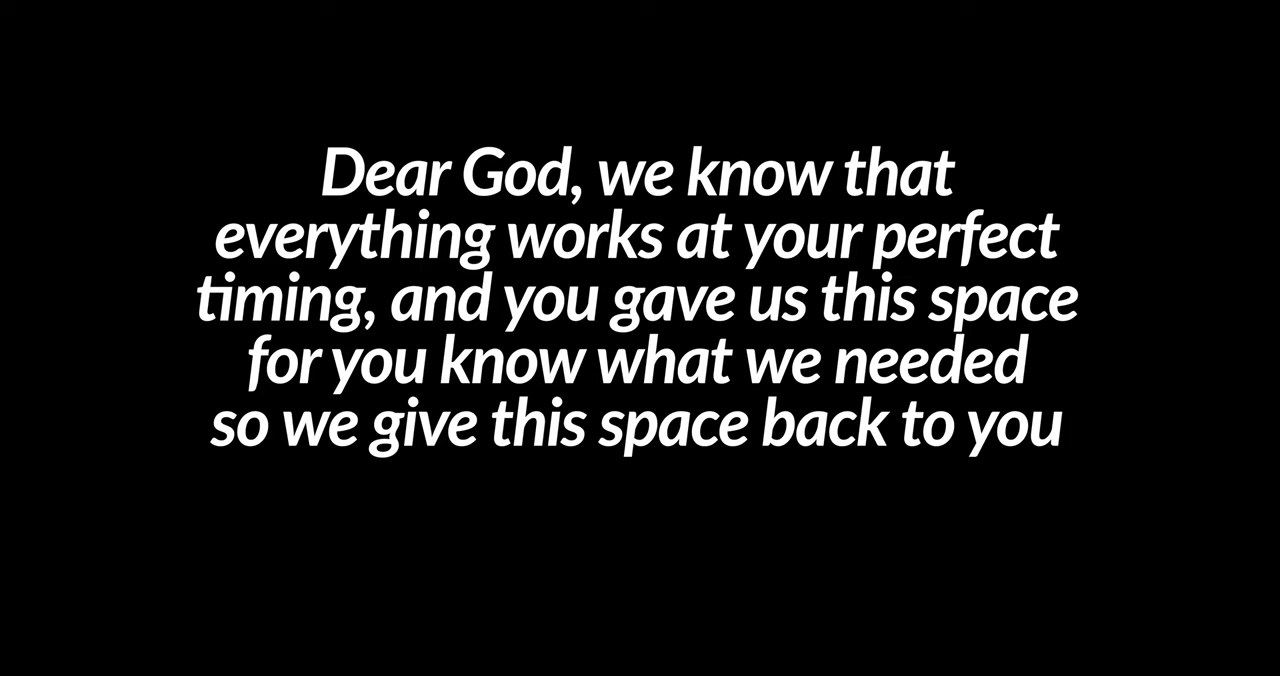 Dear God, we know that
everything works at your perfect
timing, and you gave us this space
for you know what we needed
so we give this space back to you